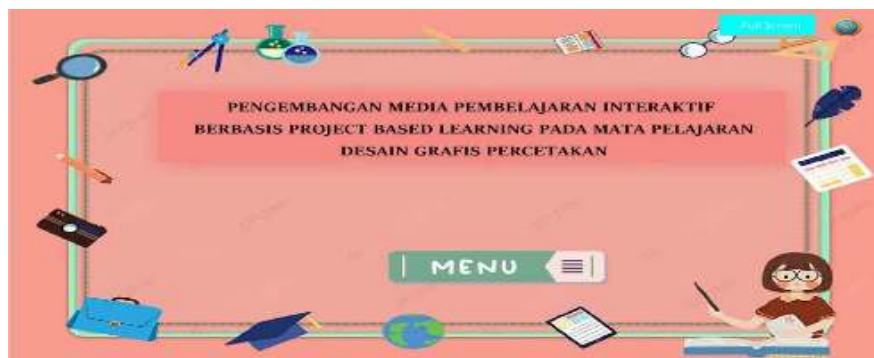 Full Screen
PENGEMBANGAN MEDIA PEMBELAJARAN INTERAKTIF
BERBASIS PROJECT BASED LEARNING PADA MATA PELAJARAN
DESAIN GRAFIS PERCETAKAN
MENU